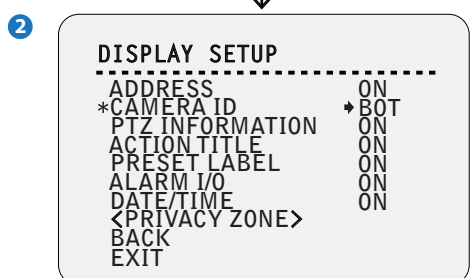 2
DISPLAY SETUP
ADDRESS ON
*CAMERA ID BOT
PTZ INFORMATION ON
ACTION TITLE ON
PRESET LABEL ON
ALARM I/O ON
DATE/TIME ON
<PRIVACY ZONE>
BACK
EXIT